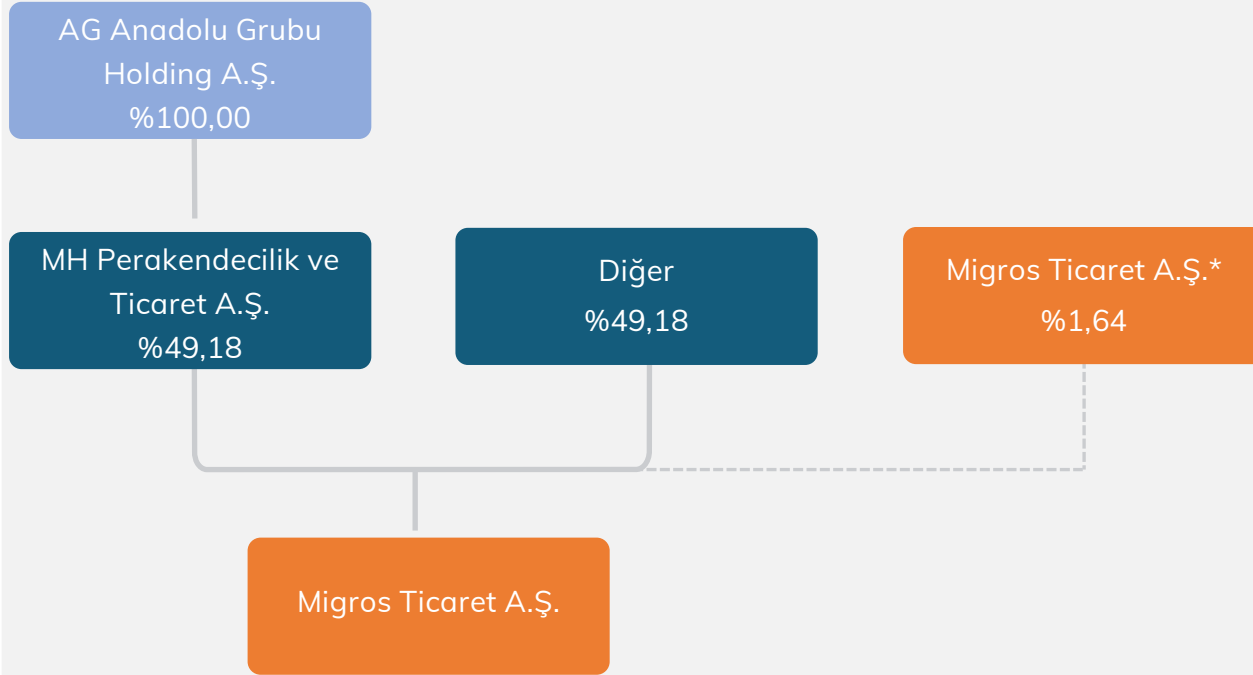 AG Anadolu Grubu
Holding A.Ş.
%100,00
MH Perakendecilik ve
Ticaret A.Ş.
%49,18
Diğer
%49,18
Migros Ticaret A.Ş.*
%1,64
Migros Ticaret A.Ş.